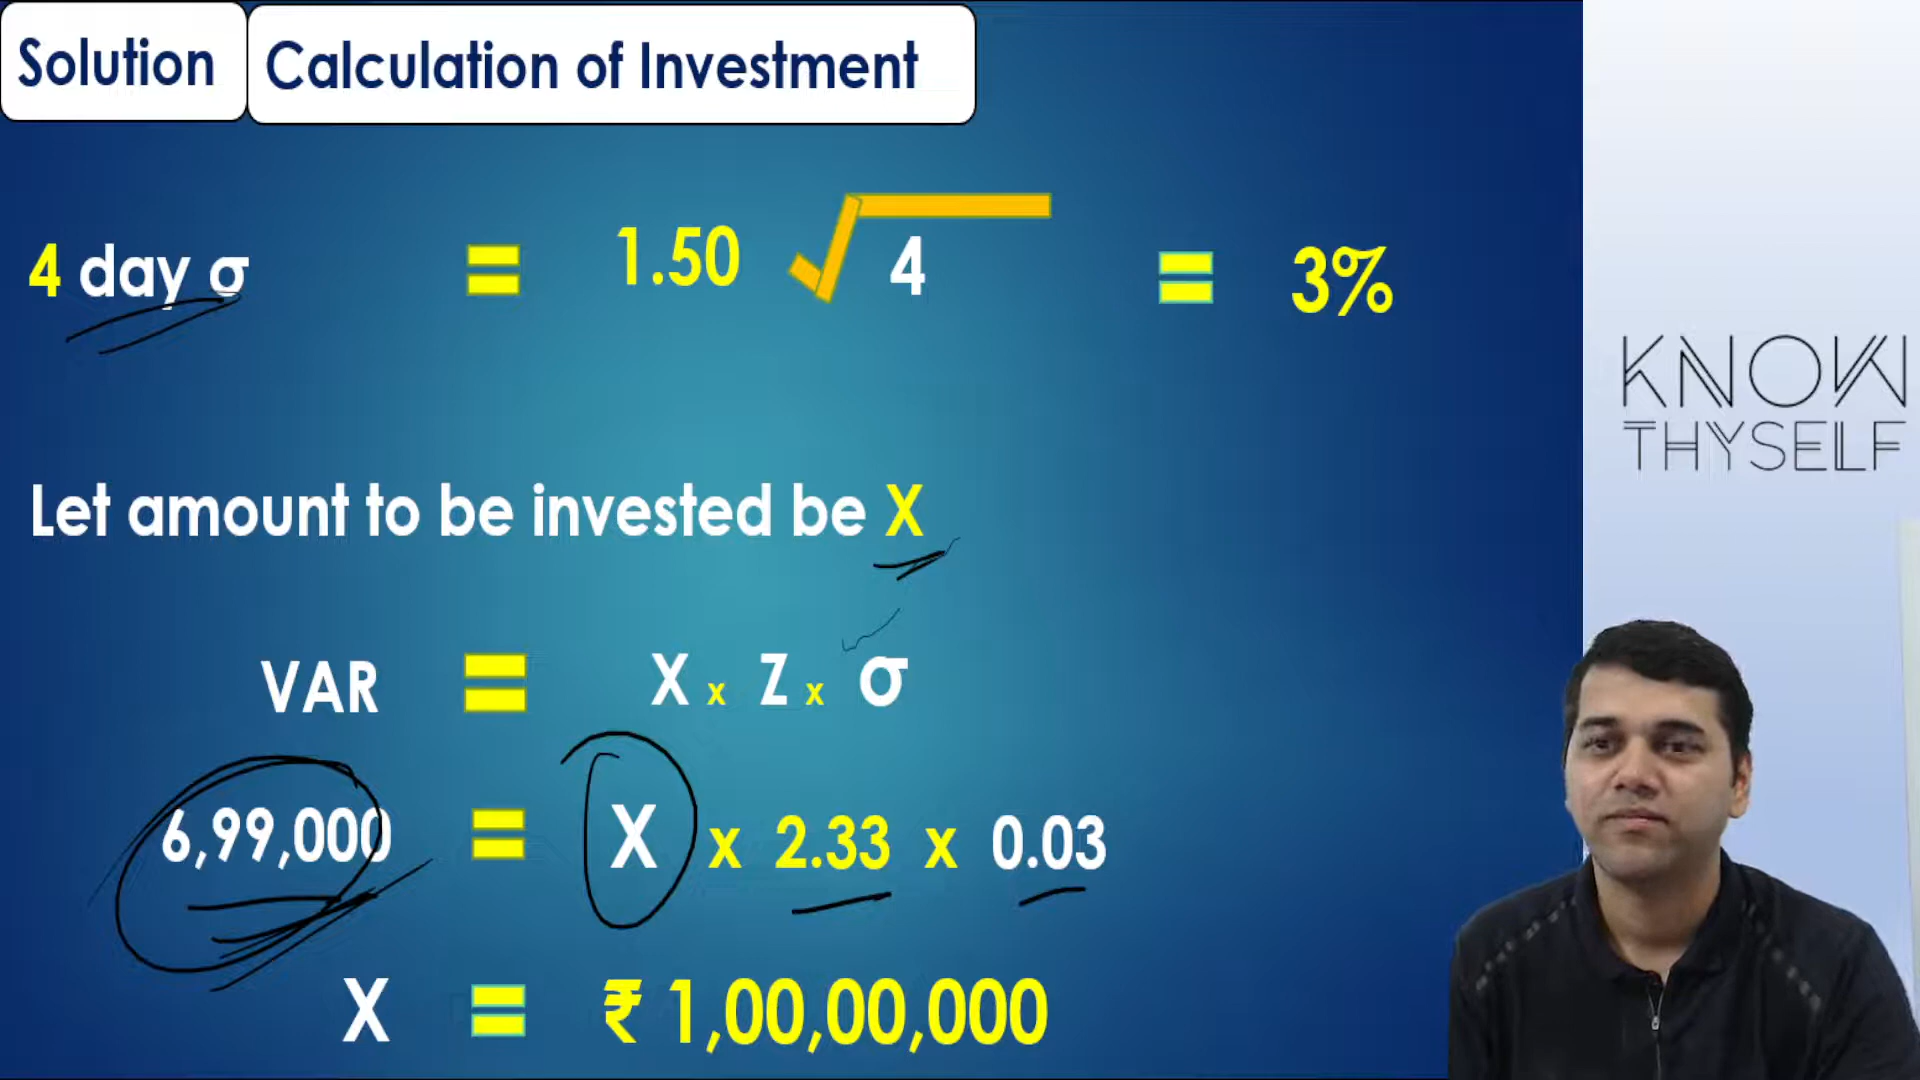 Solution Calculation of Investment
4 day σ = 1.50 √4 = 3%
Let amount to be invested be X
VAR = X x Z x σ
6,99,000 = X x 2.33 x 0.03
X = ₹ 1,00,00,000
KNOW
THYSELF